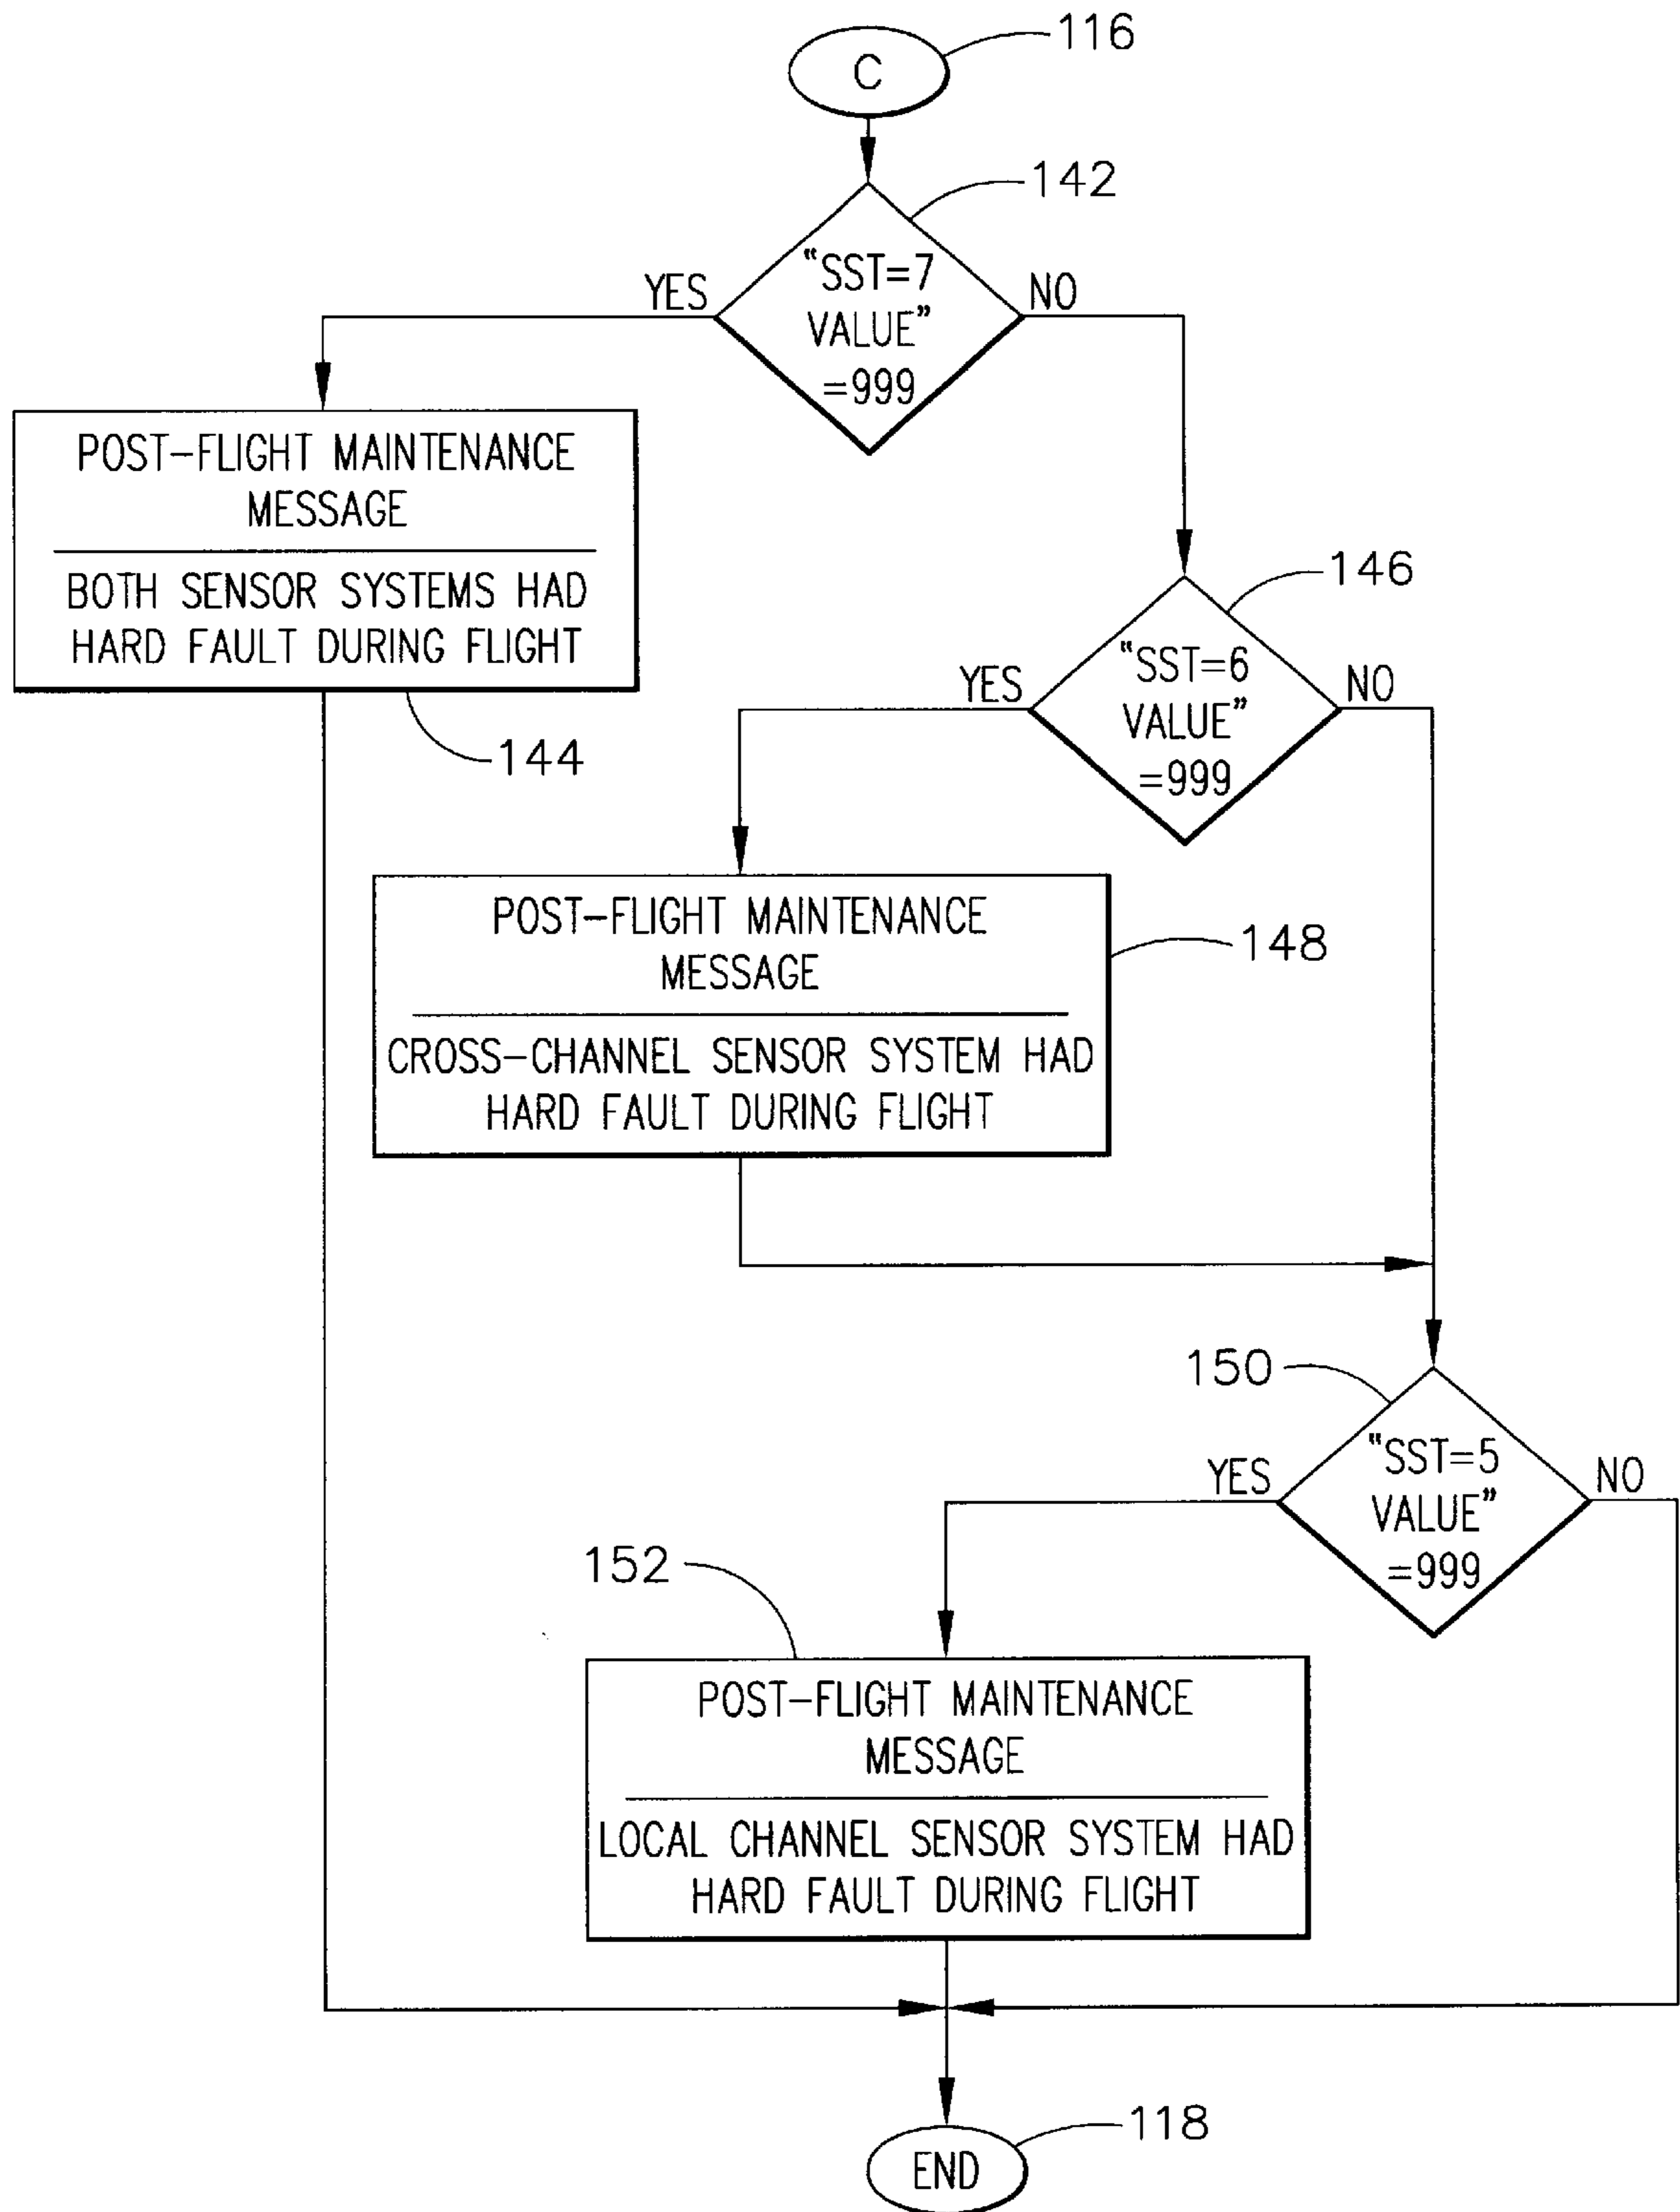 C
116
142
"SST=7
VALUE"
=999
YES
NO
POST-FLIGHT MAINTENANCE
MESSAGE
BOTH SENSOR SYSTEMS HAD
HARD FAULT DURING FLIGHT
144
146
"SST=6
VALUE"
=999
YES
NO
POST-FLIGHT MAINTENANCE
MESSAGE
CROSS-CHANNEL SENSOR SYSTEM HAD
HARD FAULT DURING FLIGHT
148
150
"SST=5
VALUE"
=999
YES
NO
152
POST-FLIGHT MAINTENANCE
MESSAGE
LOCAL CHANNEL SENSOR SYSTEM HAD
HARD FAULT DURING FLIGHT
END
118